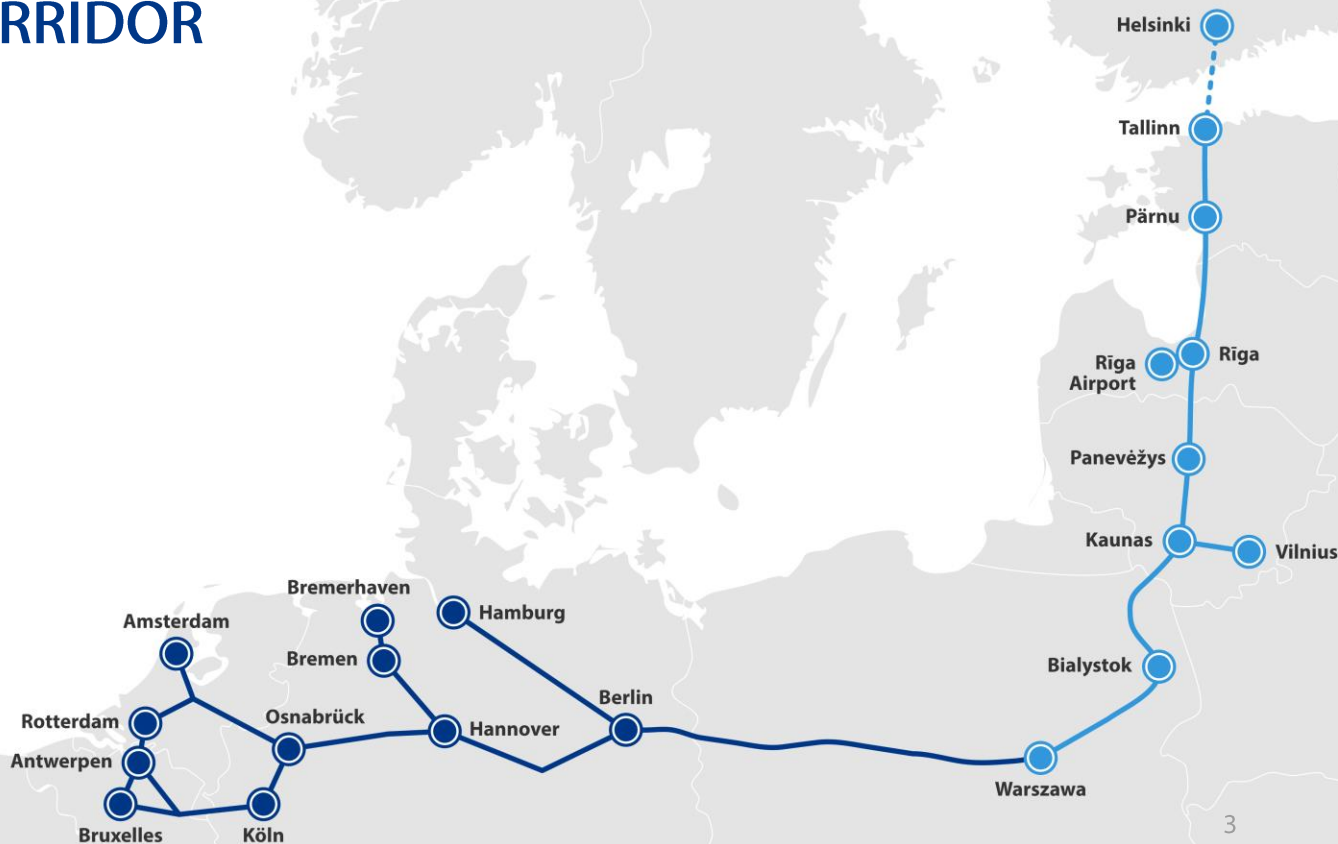 RRIDOR
Helsinki
Tallinn
Pärnu
Rīga
Airport
Rīga
Panevėžys
Kaunas
Vilnius
Bremerhaven
Hamburg
Amsterdam
Bremen
Bialystok
Berlin
Rotterdam
Osnabrück
Hannover
Antwerpen
Warszawa
Bruxelles
Köln
3